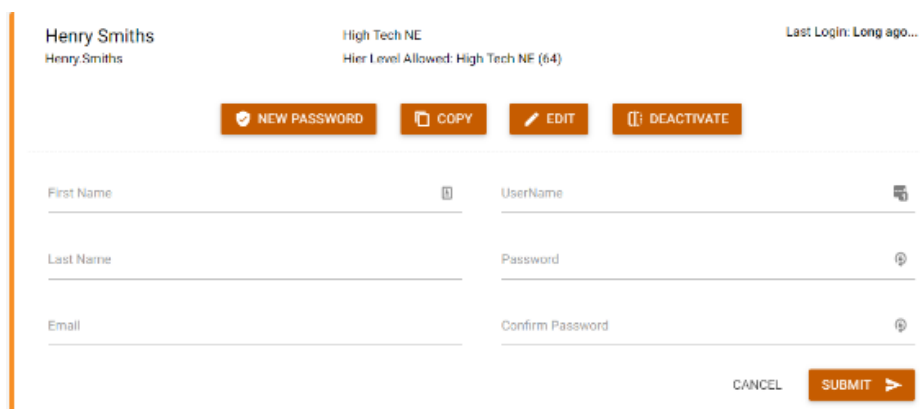 Henry Smiths
Henry.Smiths
High Tech NE
Hier Level Allowed: High Tech NE (64)
Last Login: Long ago...
NEW PASSWORD
COPY
EDIT
DEACTIVATE
First Name
UserName
Last Name
Password
Email
Confirm Password
CANCEL
SUBMIT